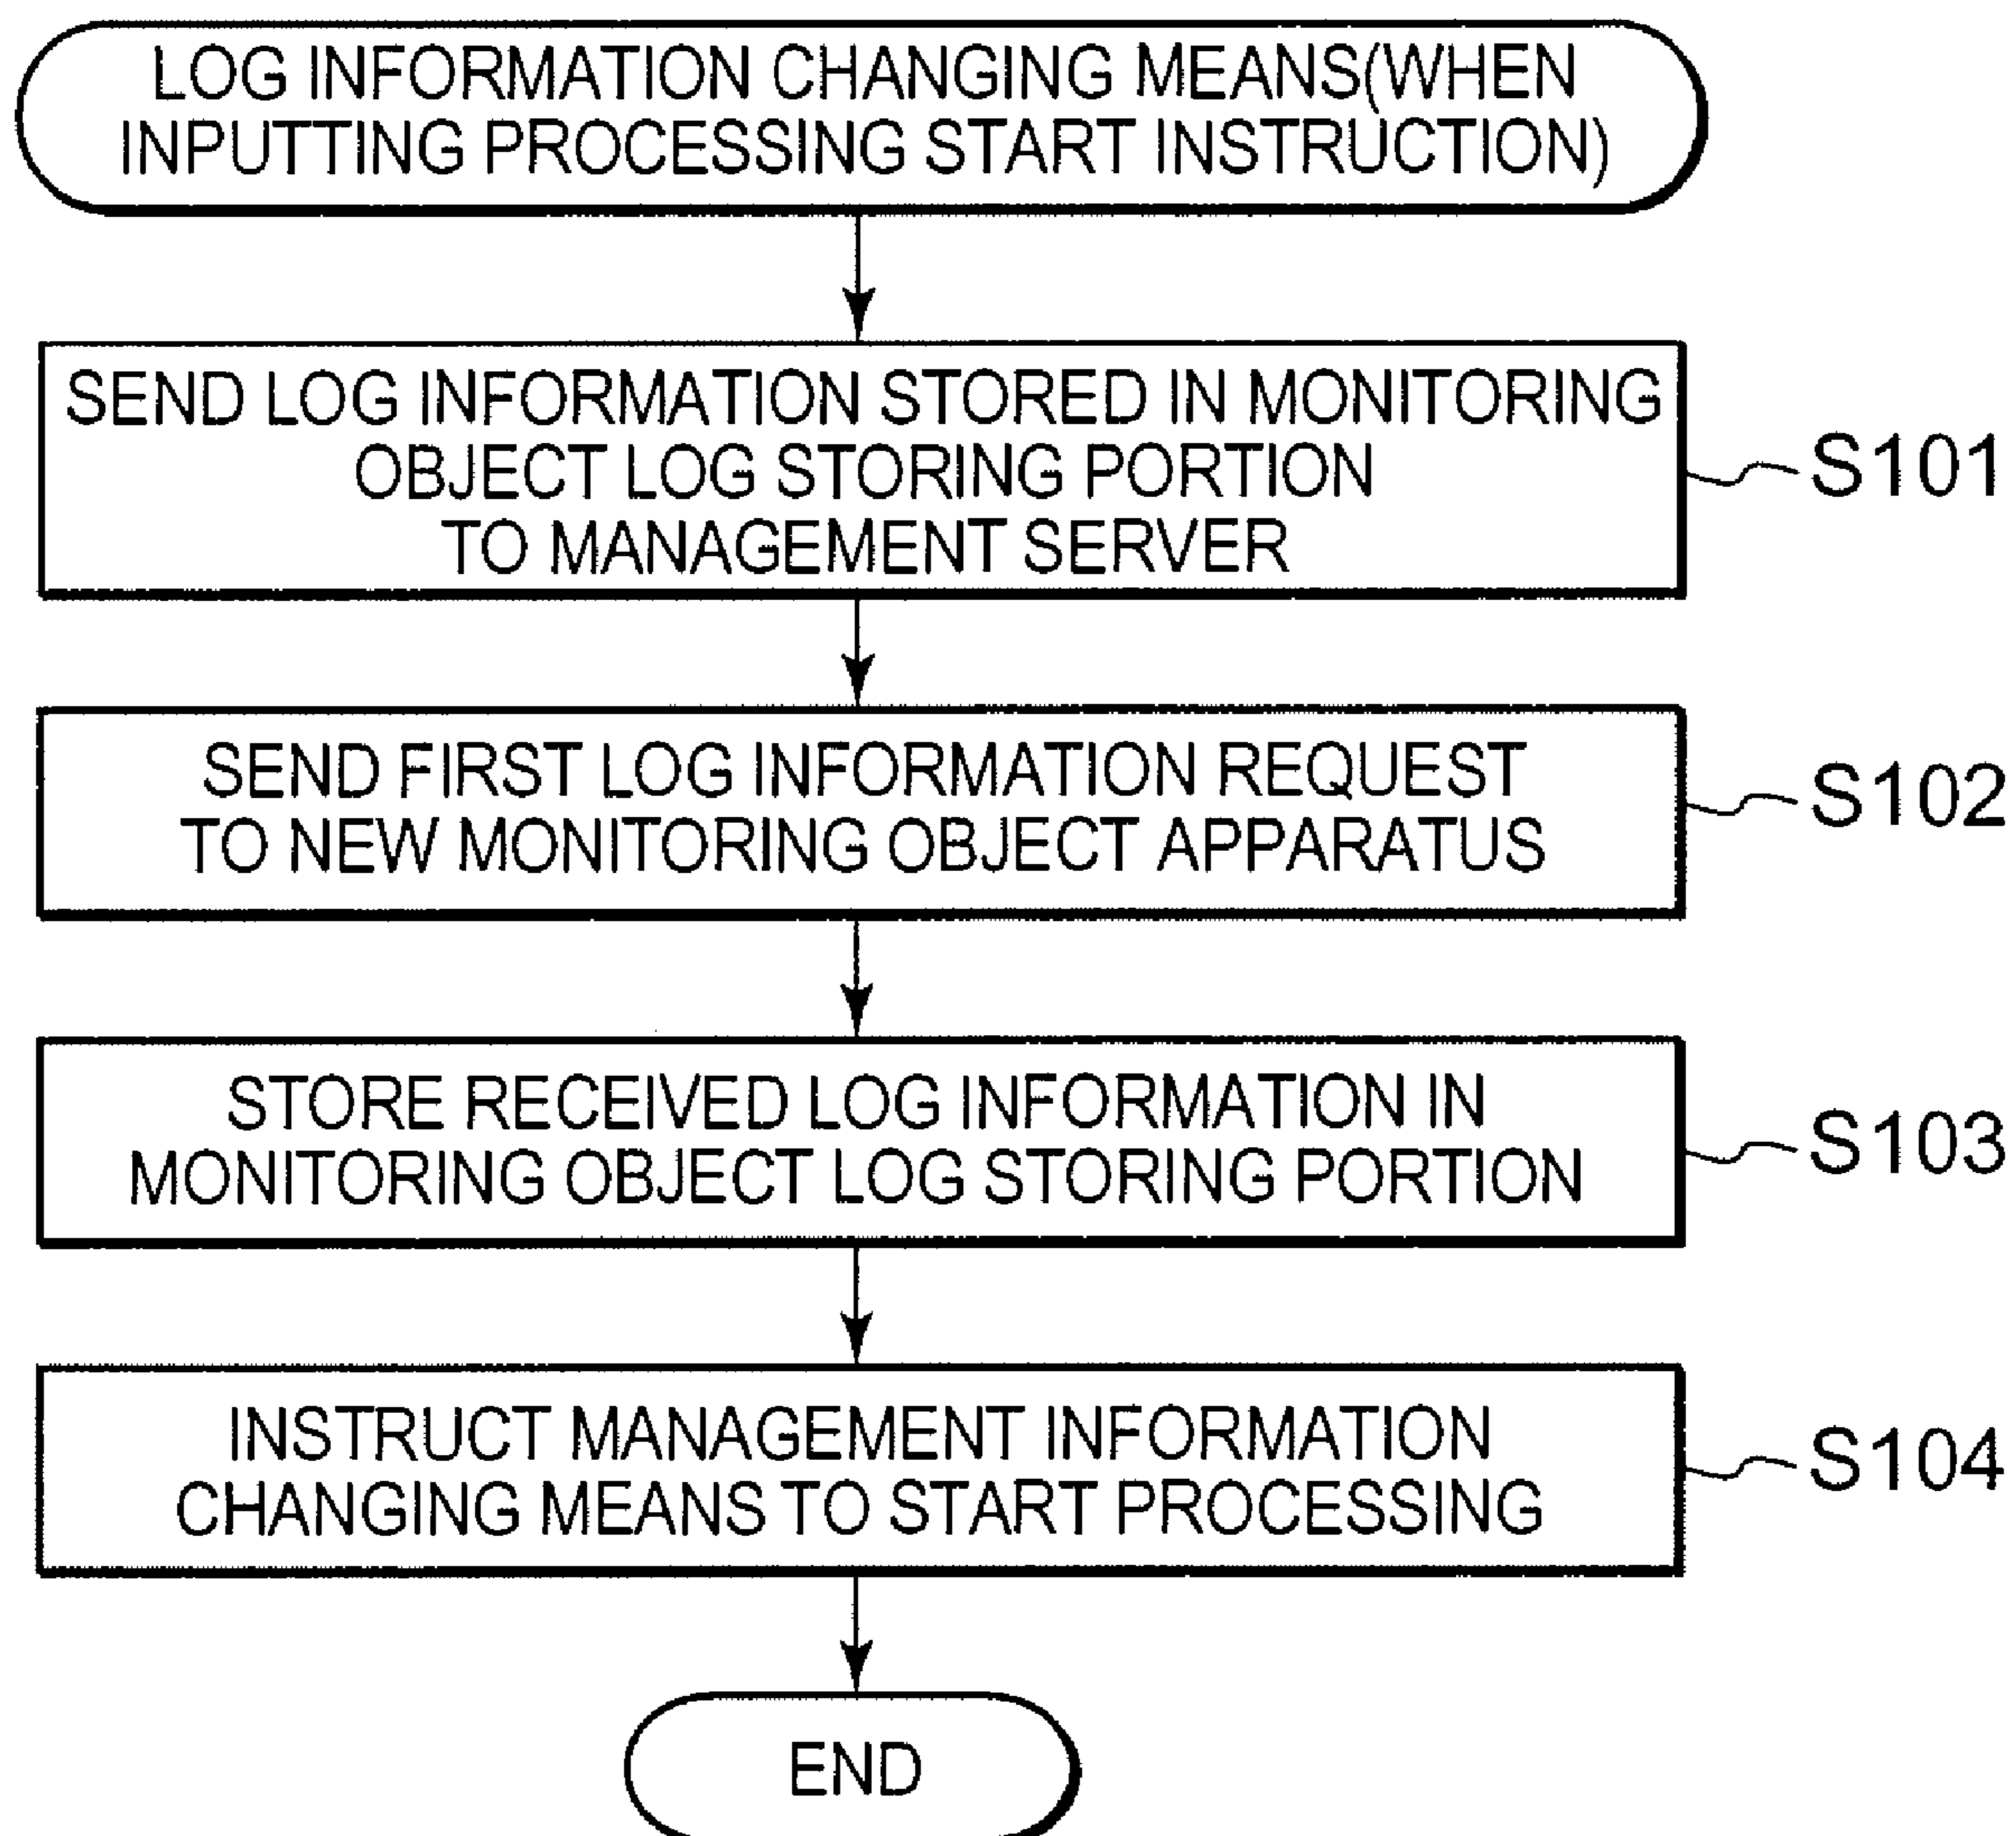 LOG INFORMATION CHANGING MEANS(WHEN
INPUTTING PROCESSING START INSTRUCTION)
SEND LOG INFORMATION STORED IN MONITORING
OBJECT LOG STORING PORTION
TO MANAGEMENT SERVER
S101
SEND FIRST LOG INFORMATION REQUEST
TO NEW MONITORING OBJECT APPARATUS
S102
STORE RECEIVED LOG INFORMATION IN
MONITORING OBJECT LOG STORING PORTION
S103
INSTRUCT MANAGEMENT INFORMATION
CHANGING MEANS TO START PROCESSING
S104
END